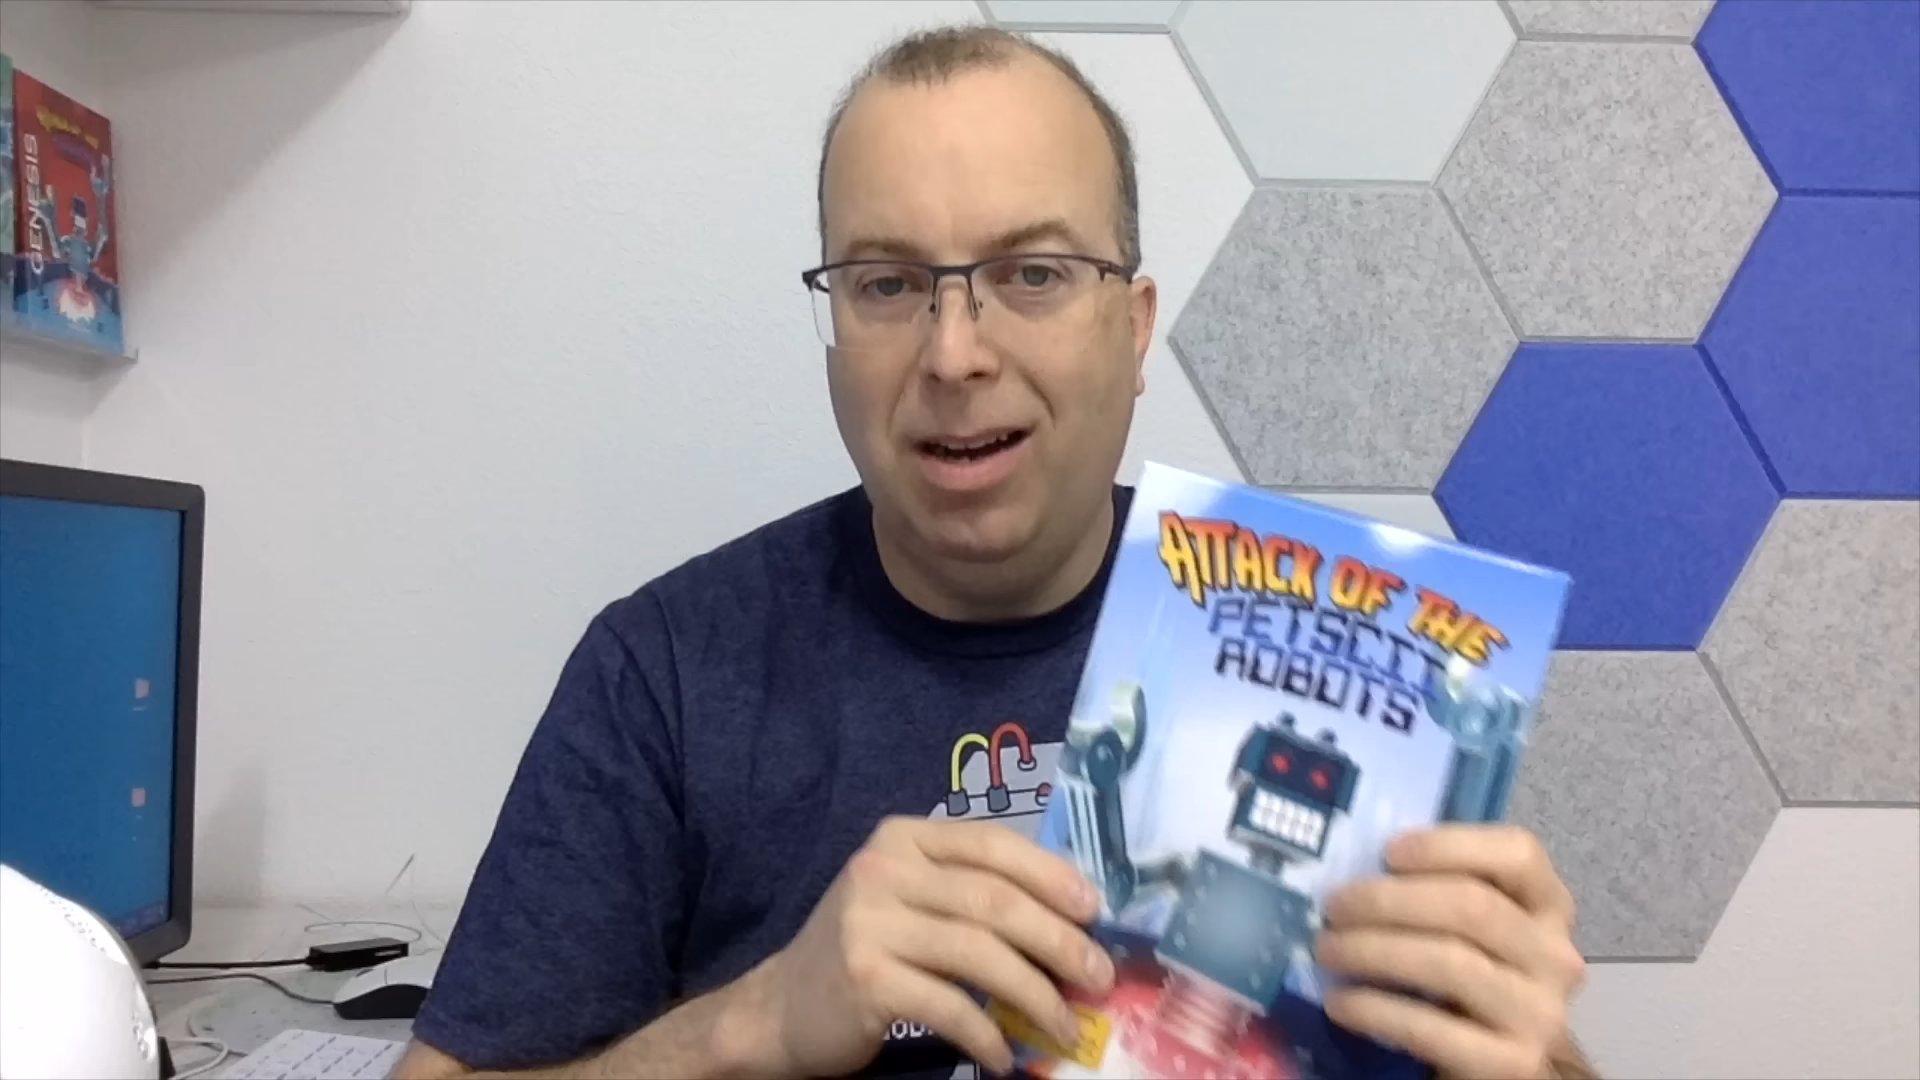 GENESIS
ATTACK OF THE
PETSCII
ROBOTS